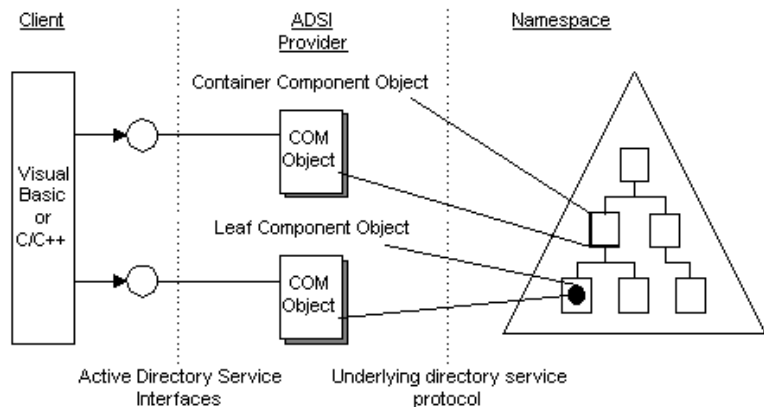 Client
ADSI
Provider
Namespace
Container Component Object
COM
Object
Visual
Basic
or
C/C++
Leaf Component Object
COM
Object
Active Directory Service
Interfaces
Underlying directory service
protocol